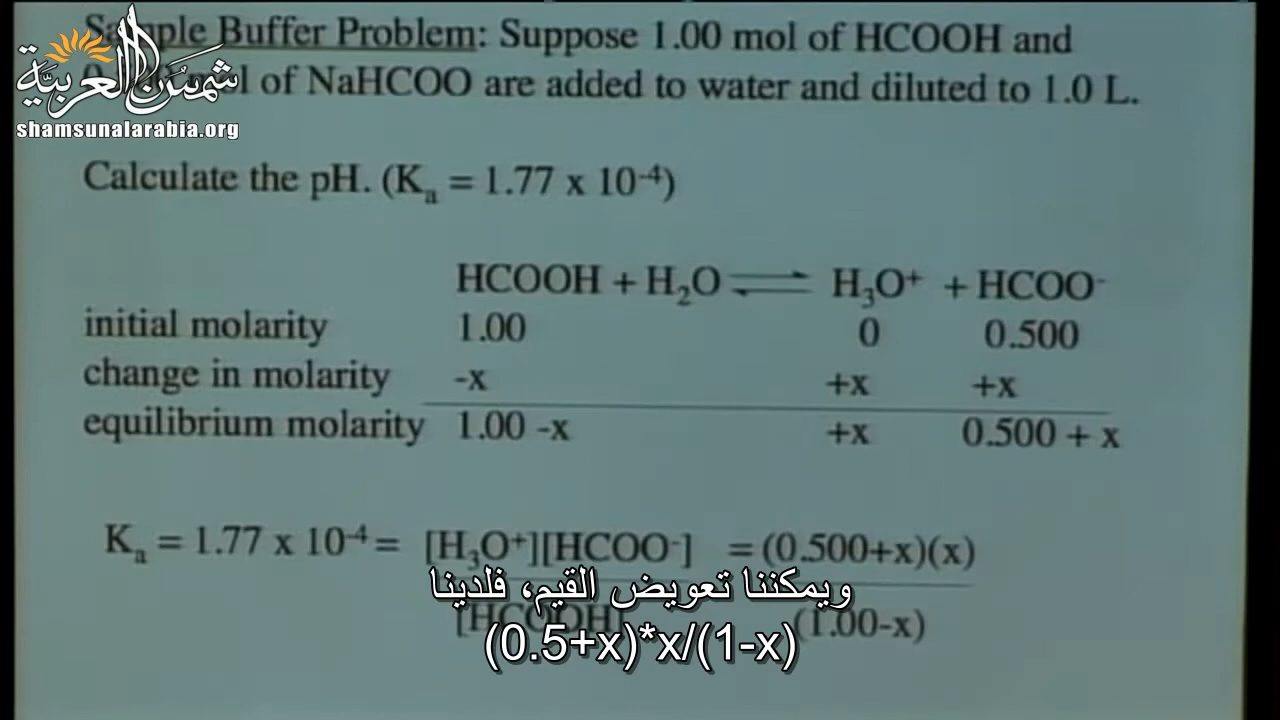 Sample Buffer Problem: Suppose 1.00 mol of HCOOH and
mol of NaHCOO are added to water and diluted to 1.0 L.
شمس العربية
shamsunalarabia.org
Calculate the pH. (Kₐ = 1.77 x 10⁻⁴)
HCOOH + H₂O ⇌ H₃O⁺ + HCOO⁻
initial molarity 1.00 0 0.500
change in molarity -x +x +x
equilibrium molarity 1.00 -x +x 0.500 + x
Kₐ = 1.77 x 10⁻⁴ = [H₃O⁺][HCOO⁻] = (0.500+x)(x)
[HCOOH] (1.00-x)
ويمكننا تعويض القيم، فلدينا
(0.5+x)*x/(1-x)